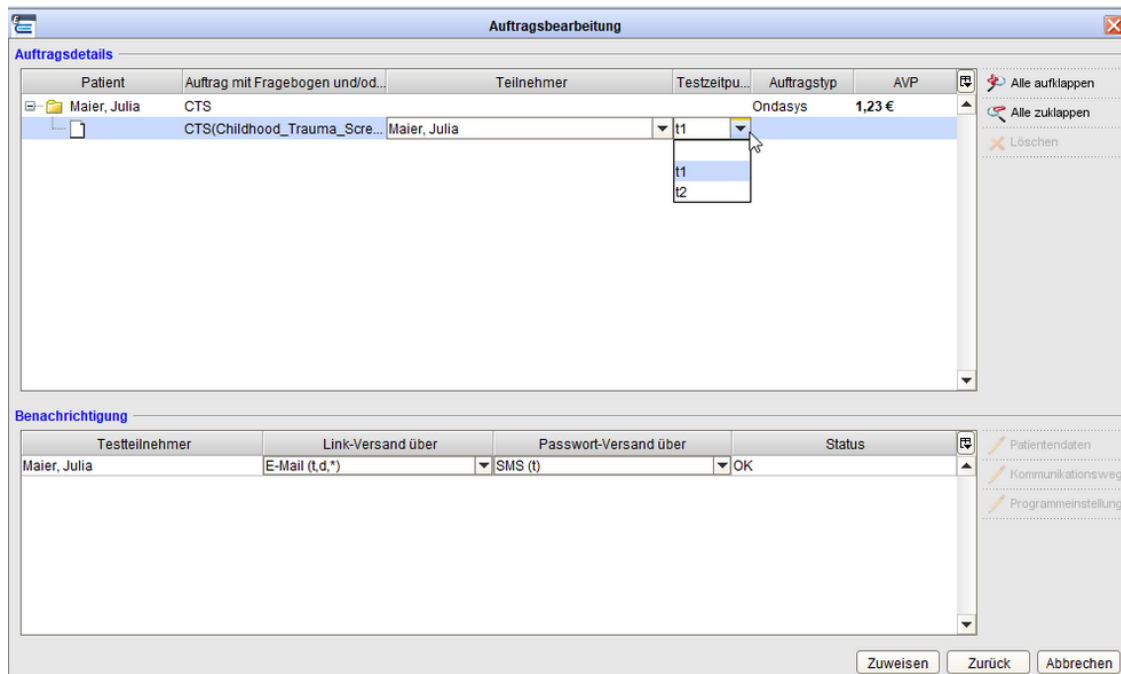 Auftragsbearbeitung
Auftragsdetails
Patient Auftrag mit Fragebogen und/od... Teilnehmer Testzeitpu... Auftragstyp AVP
Maier, Julia CTS Ondasys 1,23 €
CTS(Childhood_Trauma_Scre... Maier, Julia t1
t1
t2
Alle aufklappen
Alle zuklappen
Löschen
Benachrichtigung
Testteilnehmer Link-Versand über Passwort-Versand über Status
Maier, Julia E-Mail (t,d,*) SMS (t) OK
Patientendaten
Kommunikationsweg
Programmeinstellung
Zuweisen Zurück Abbrechen